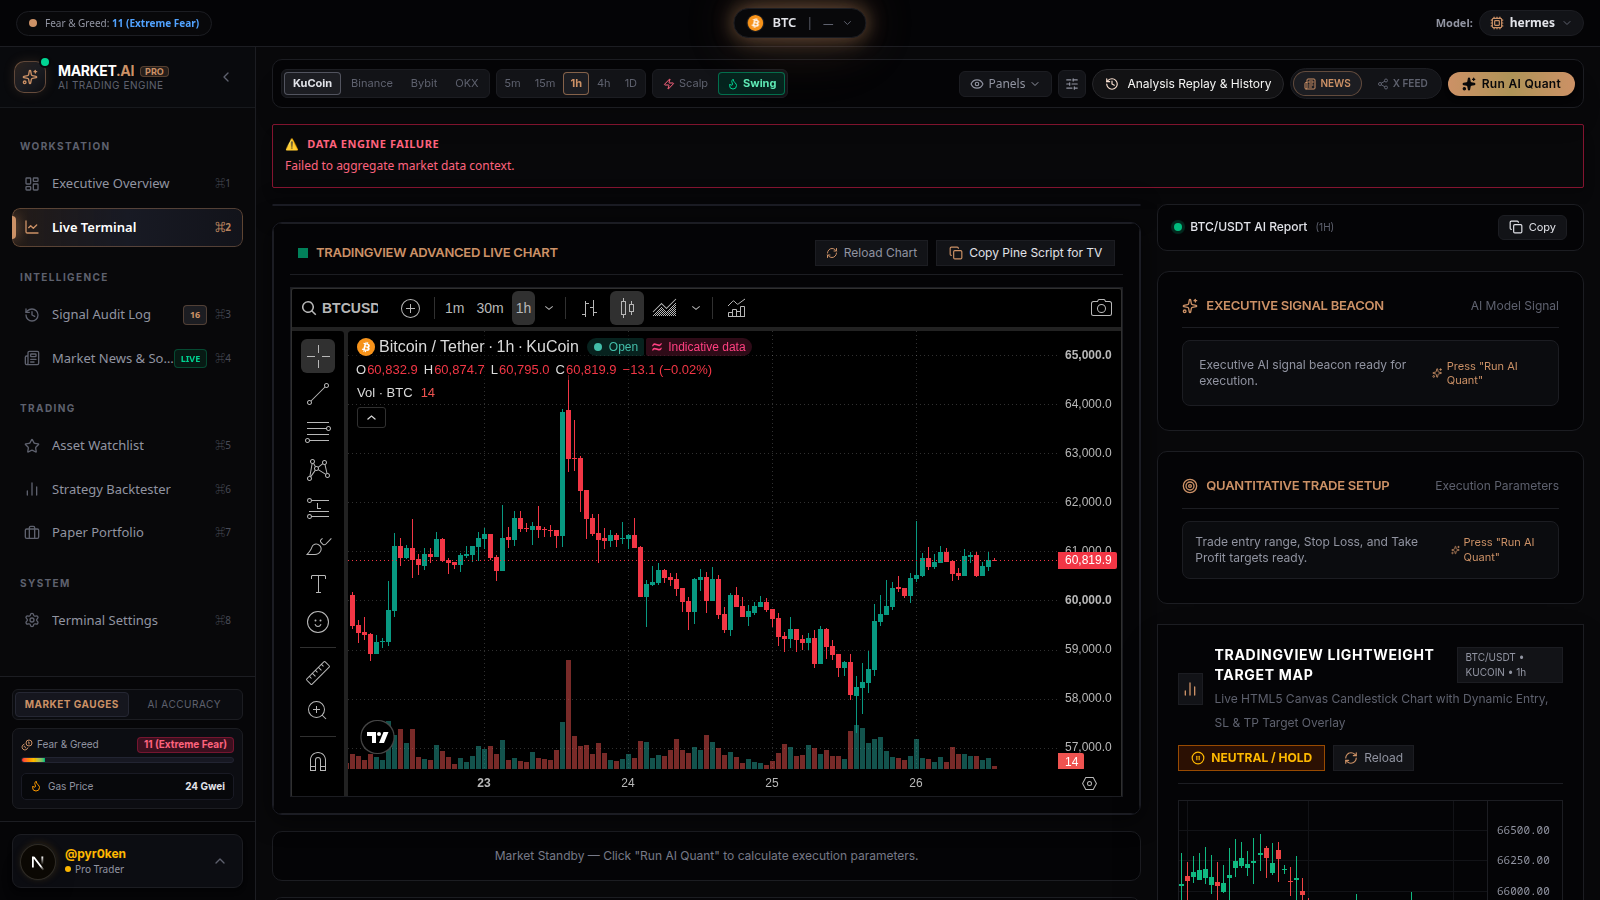 Fear & Greed: 11 (Extreme Fear)
BTC | —
Model: hermes
MARKET.AI PRO
AI TRADING ENGINE
KuCoin Binance Bybit OKX 5m 15m 1h 4h 1D Scalp Swing
Panels Analysis Replay & History NEWS X FEED Run AI Quant
DATA ENGINE FAILURE
Failed to aggregate market data context.
WORKSTATION
Executive Overview ⌘1
Live Terminal ⌘2
INTELLIGENCE
Signal Audit Log 16 ⌘3
Market News & So... LIVE ⌘4
TRADING
Asset Watchlist ⌘5
Strategy Backtester ⌘6
Paper Portfolio ⌘7
SYSTEM
Terminal Settings ⌘8
MARKET GAUGES AI ACCURACY
Fear & Greed 11 (Extreme Fear)
Gas Price 24 Gwei
N @pyr0ken
Pro Trader
TRADINGVIEW ADVANCED LIVE CHART Reload Chart Copy Pine Script for TV
BTCUSD 1m 30m 1h
Bitcoin / Tether · 1h · KuCoin Open Indicative data
O60,832.9 H60,874.7 L60,795.0 C60,819.9 −13.1 (−0.02%)
Vol · BTC 14
65,000.0
64,000.0
63,000.0
62,000.0
61,000.0
60,819.9
60,000.0
59,000.0
58,000.0
57,000.0
14
23 24 25 26
Market Standby — Click "Run AI Quant" to calculate execution parameters.
BTC/USDT AI Report (1H) Copy
EXECUTIVE SIGNAL BEACON AI Model Signal
Executive AI signal beacon ready for
execution.
Press "Run AI
Quant"
QUANTITATIVE TRADE SETUP Execution Parameters
Trade entry range, Stop Loss, and Take
Profit targets ready.
Press "Run AI
Quant"
TRADINGVIEW LIGHTWEIGHT
TARGET MAP
BTC/USDT •
KUCOIN • 1h
Live HTML5 Canvas Candlestick Chart with Dynamic Entry,
SL & TP Target Overlay
NEUTRAL / HOLD Reload
66500.00
66250.00
66000.00